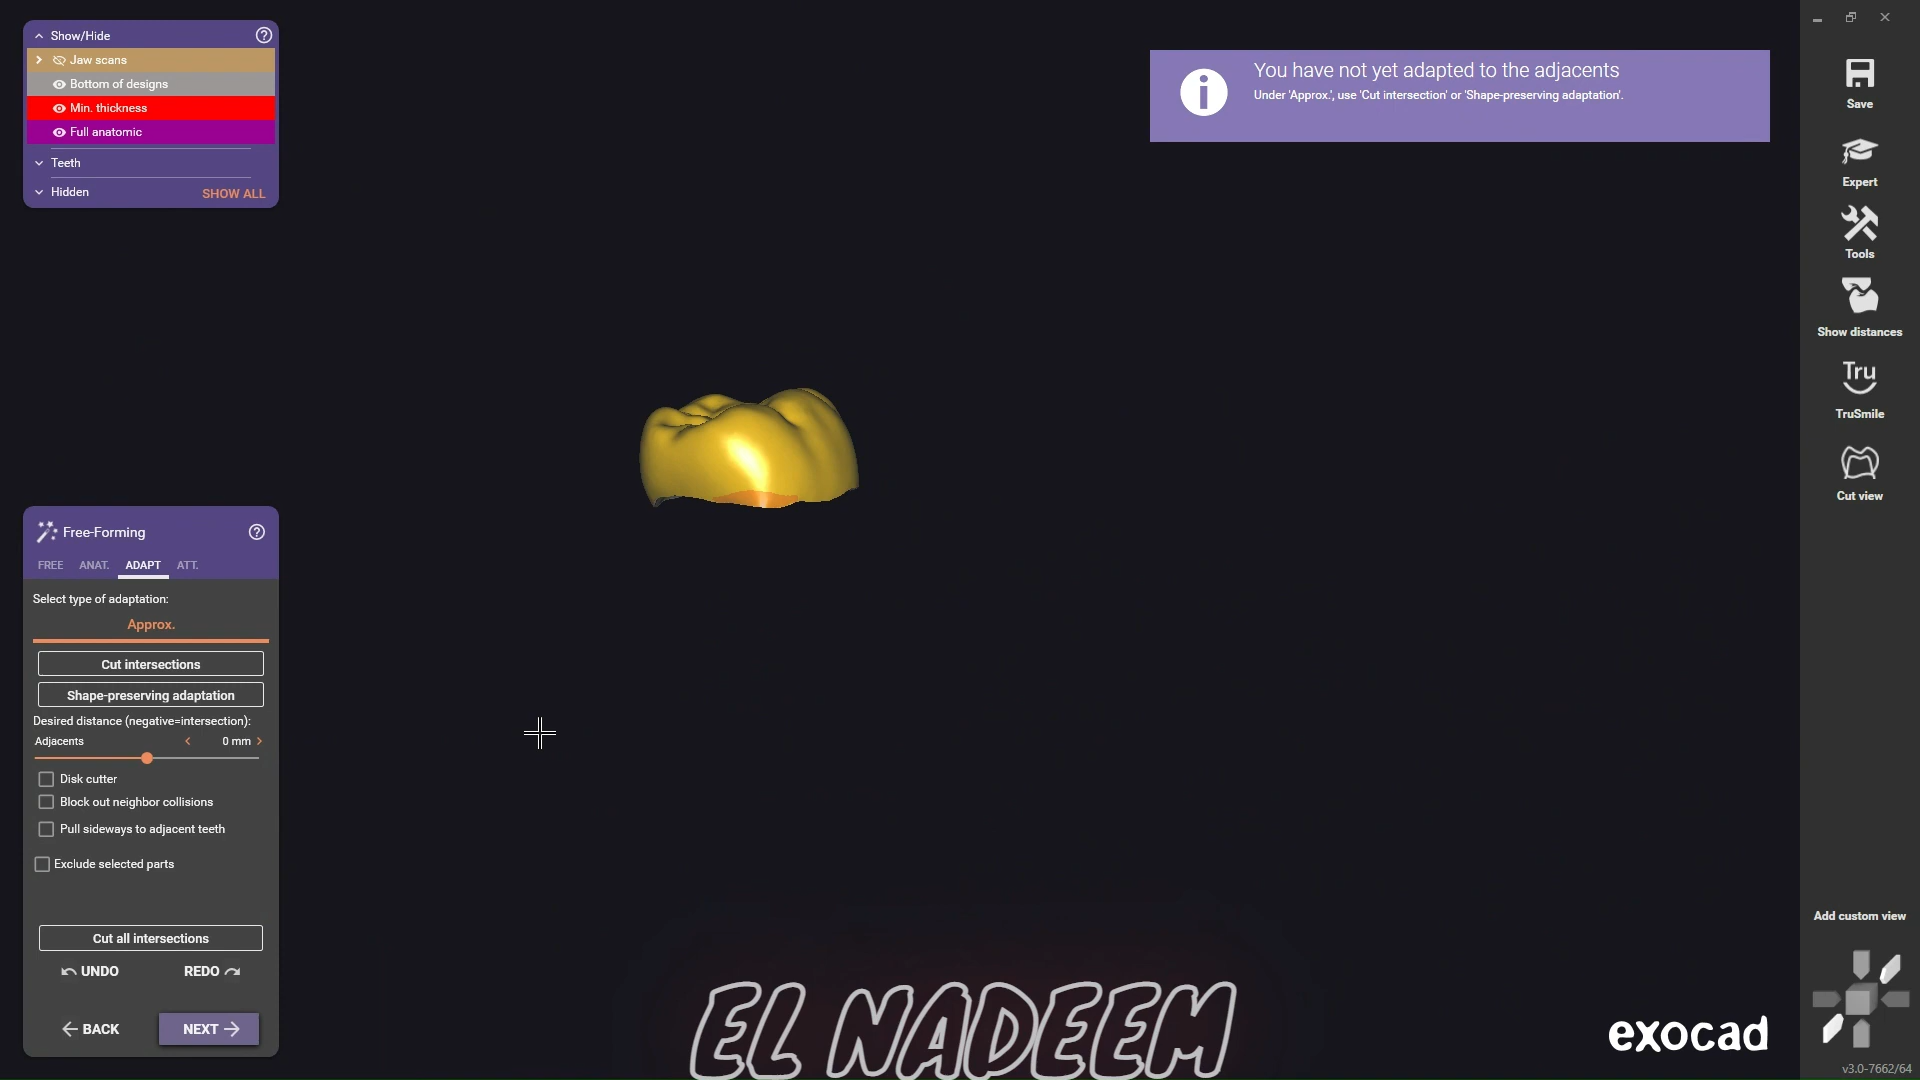 Show/Hide
Jaw scans
Bottom of designs
Min. thickness
Full anatomic
Teeth
Hidden
SHOW ALL
You have not yet adapted to the adjacents
Under 'Approx.', use 'Cut intersection' or 'Shape-preserving adaptation'.
Save
Expert
Tools
Show distances
Tru
TruSmile
Cut view
Free-Forming
FREE ANAT. ADAPT ATT.
Select type of adaptation:
Approx.
Cut intersections
Shape-preserving adaptation
Desired distance (negative=intersection):
Adjacents 0 mm
Disk cutter
Block out neighbor collisions
Pull sideways to adjacent teeth
Exclude selected parts
Cut all intersections
UNDO REDO
BACK NEXT
EL NADEEM
exocad
Add custom view
v3.0-7662/64